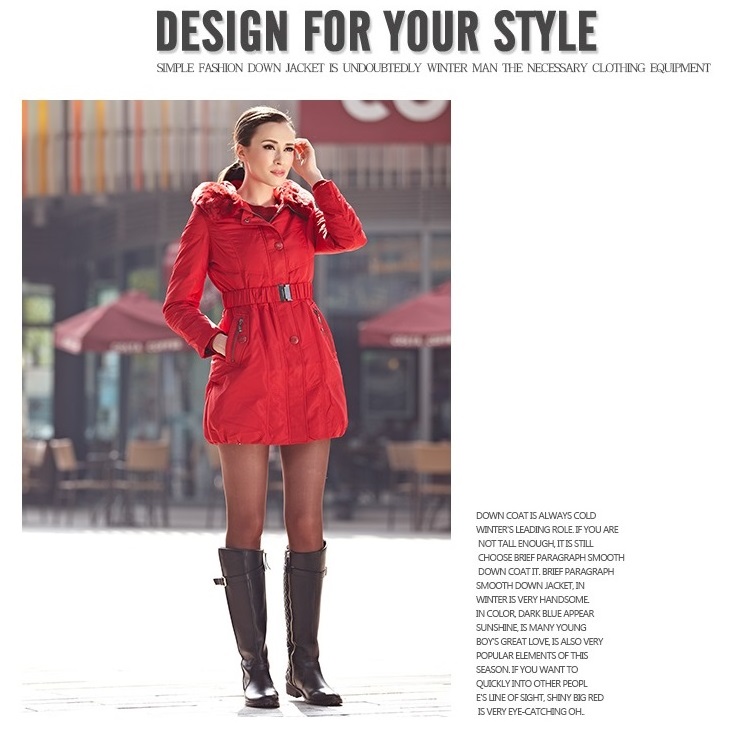 DESIGN FOR YOUR STYLE
SIMPLE FASHION DOWN JACKET IS UNDOUBTEDLY WINTER MAN THE NECESSARY CLOTHING EQUIPMENT
DOWN COAT IS ALWAYS COLD
WINTER'S LEADING ROLE. IF YOU ARE
NOT TALL ENOUGH, IT IS STILL
CHOOSE BRIEF PARAGRAPH SMOOTH
DOWN COAT IT. BRIEF PARAGRAPH
SMOOTH DOWN JACKET, IN
WINTER IS VERY HANDSOME.
IN COLOR, DARK BLUE APPEAR
SUNSHINE, IS MANY YOUNG
BOY'S GREAT LOVE, IS ALSO VERY
POPULAR ELEMENTS OF THIS
SEASON. IF YOU WANT TO
QUICKLY INTO OTHER PEOPL
E'S LINE OF SIGHT, SHINY BIG RED
IS VERY EYE-CATCHING OH..